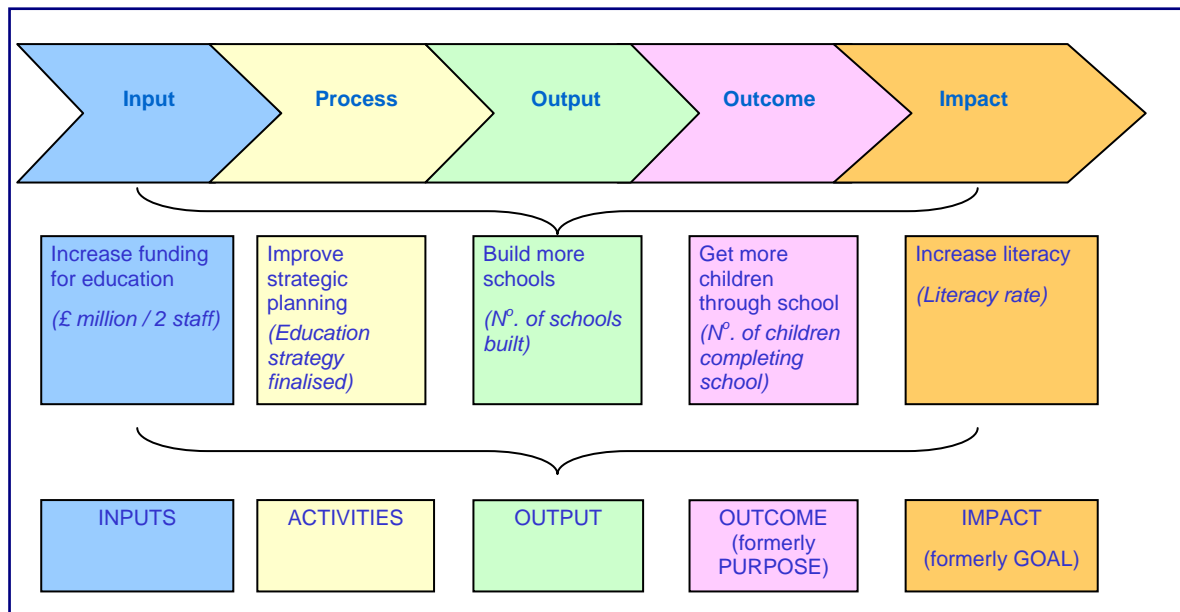 Input
Process
Output
Outcome
Impact
Increase funding
for education
(£ million / 2 staff)
Improve
strategic
planning
(Education
strategy
finalised)
Build more
schools
(Nº. of schools
built)
Get more
children
through school
(Nº. of children
completing
school)
Increase literacy
(Literacy rate)
INPUTS
ACTIVITIES
OUTPUT
OUTCOME
(formerly
PURPOSE)
IMPACT
(formerly GOAL)